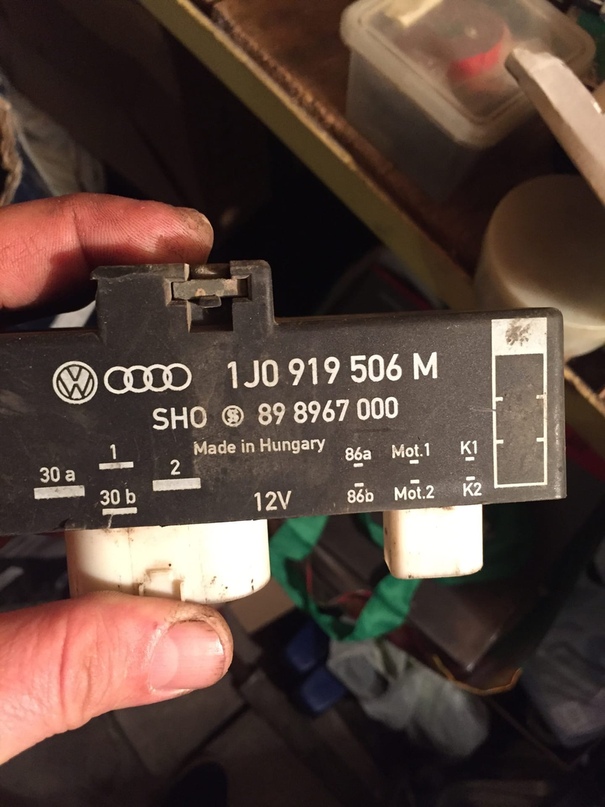 1J0 919 506 M
SHO 89 8967 000
Made in Hungary
30 a
1
30 b
2
12V
86a
Mot.1
K1
86b
Mot.2
K2